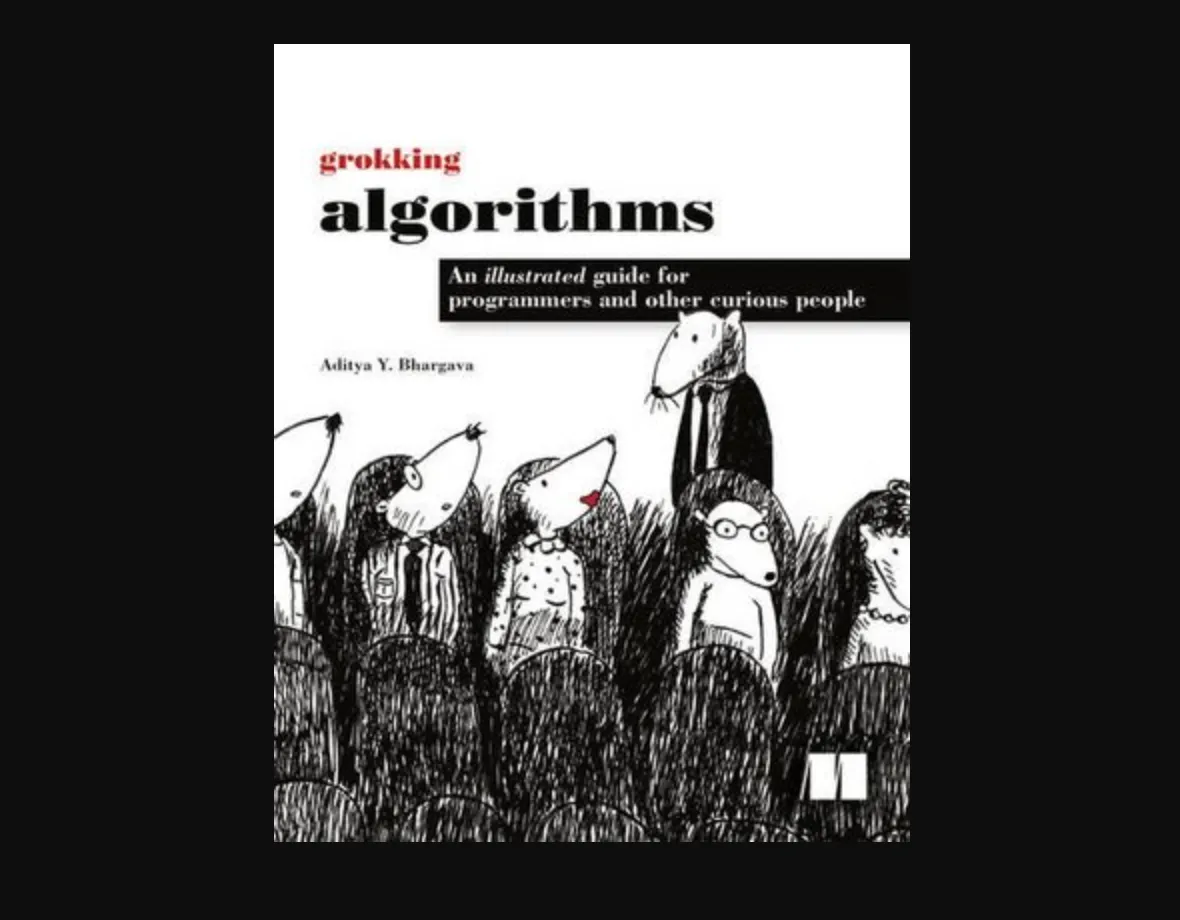 grokking
algorithms
An illustrated guide for
programmers and other curious people
Aditya Y. Bhargava